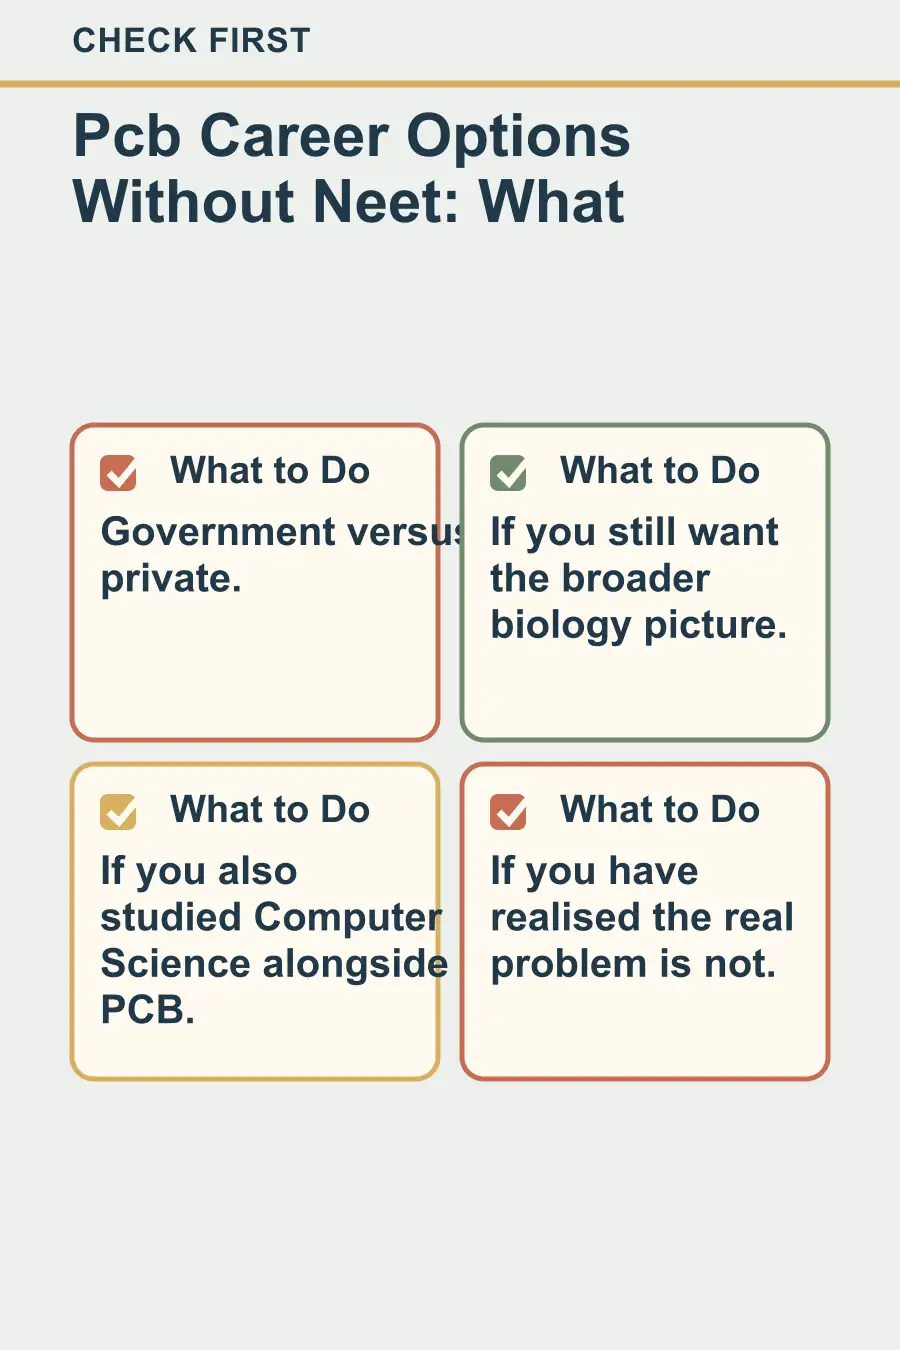 CHECK FIRST
Pcb Career Options
Without Neet: What
What to Do
Government versus
private.
What to Do
If you still want
the broader
biology picture.
What to Do
If you also
studied Computer
Science alongside
PCB.
What to Do
If you have
realised the real
problem is not.